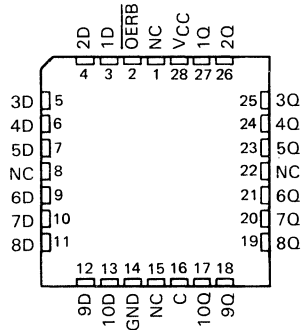 2D 1D OERB NC VCC 1Q 2Q
4 3 2 1 28 27 26
3D 5 25 3Q
4D 6 24 4Q
5D 7 23 5Q
NC 8 22 NC
6D 9 21 6Q
7D 10 20 7Q
8D 11 19 8Q
12 13 14 15 16 17 18
9D 10D GND NC C 10Q 9Q